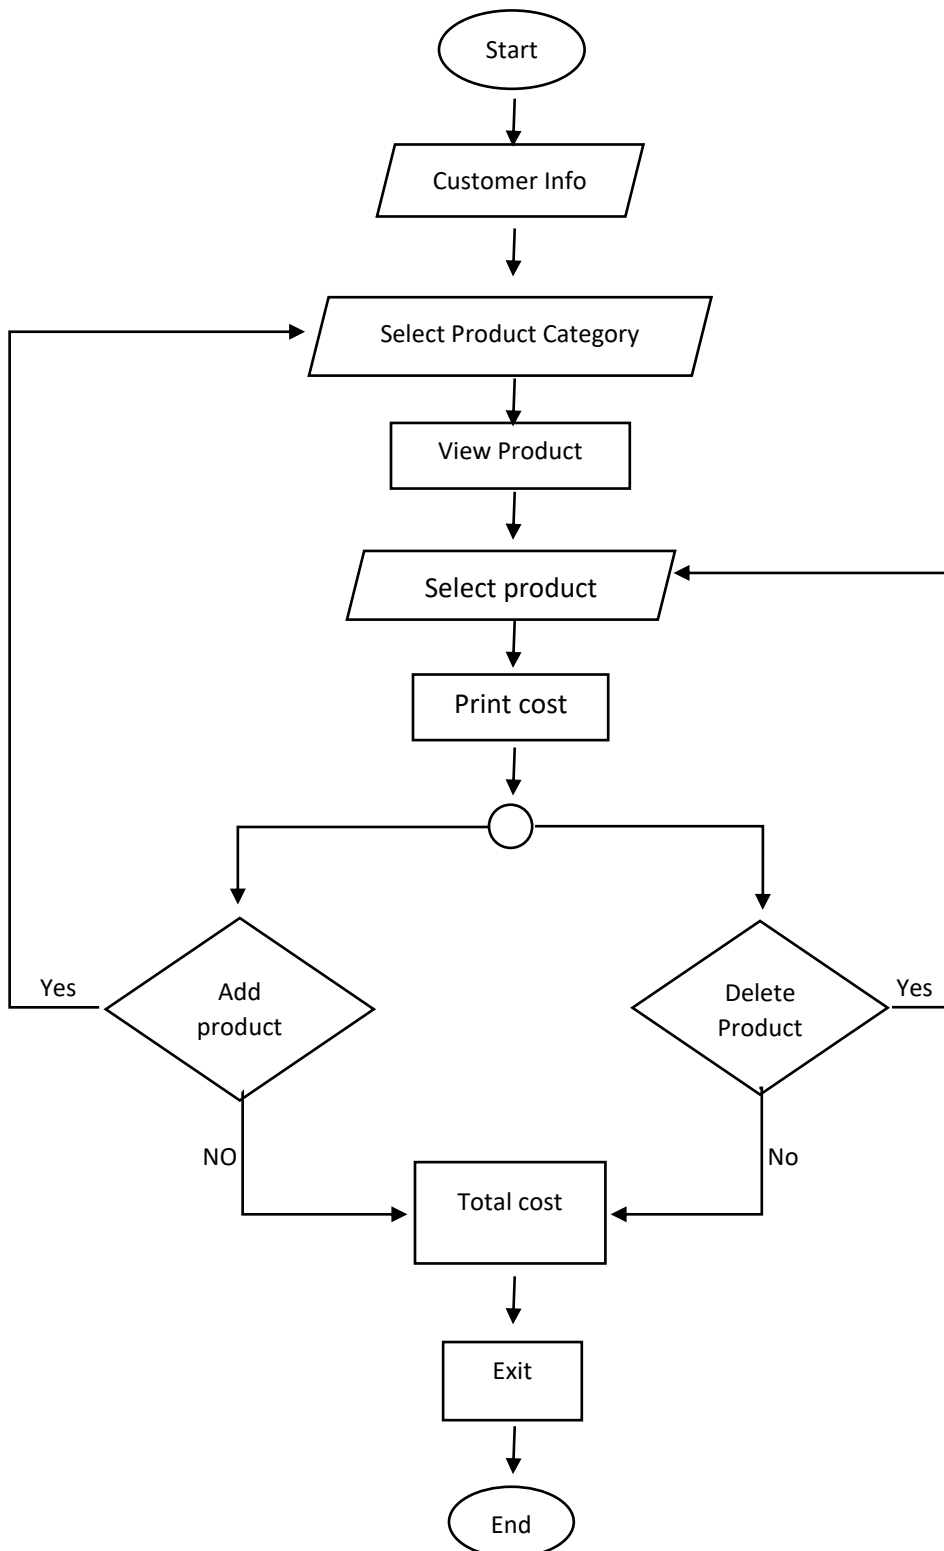 Start
Customer Info
Select Product Category
View Product
Select product
Print cost
Yes
Add
product
Delete
Product
Yes
NO
Total cost
No
Exit
End